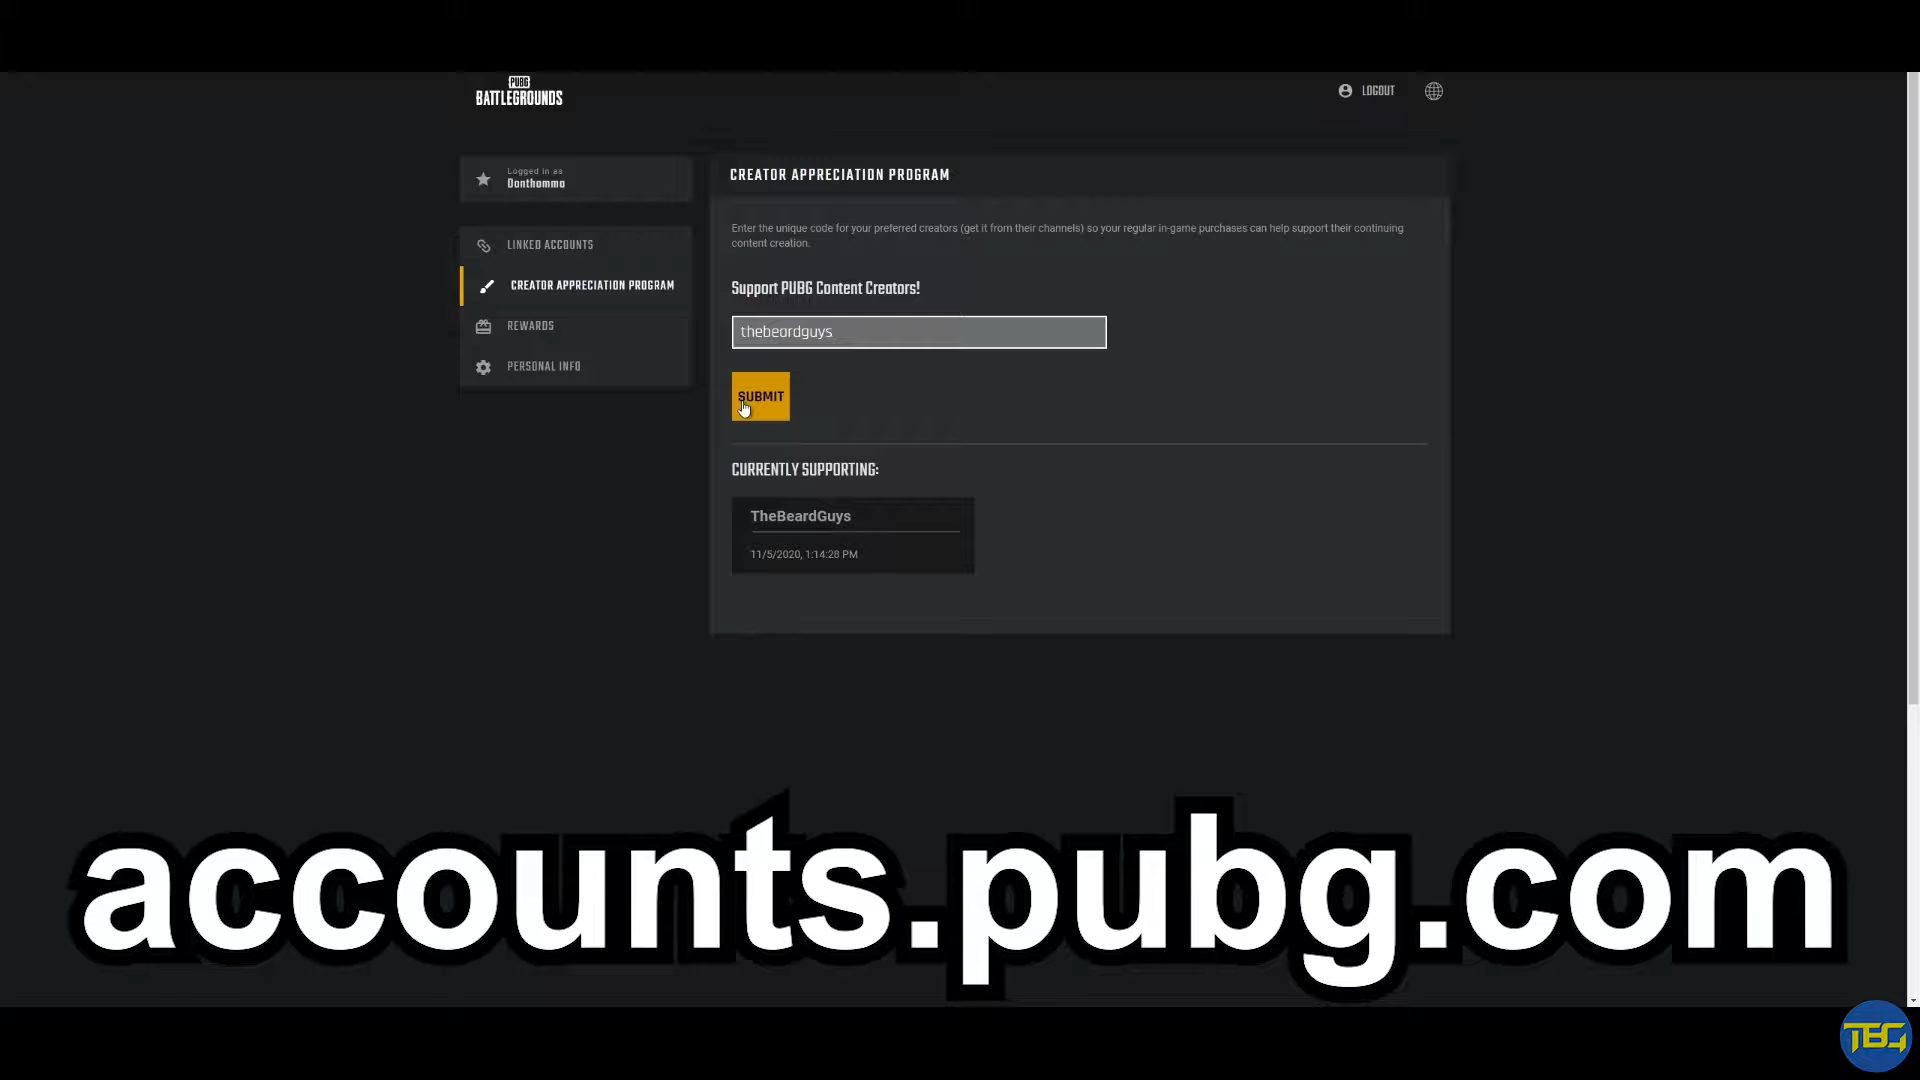 PUBG
BATTLEGROUNDS
LOGOUT
Logged in as
Danthomma
LINKED ACCOUNTS
CREATOR APPRECIATION PROGRAM
REWARDS
PERSONAL INFO
CREATOR APPRECIATION PROGRAM
Enter the unique code for your preferred creators (get it from their channels) so your regular in-game purchases can help support their continuing
content creation.
Support PUBG Content Creators!
thebeardguys
SUBMIT
CURRENTLY SUPPORTING:
TheBeardGuys
11/5/2020, 1:14:28 PM
accounts.pubg.com
TBG